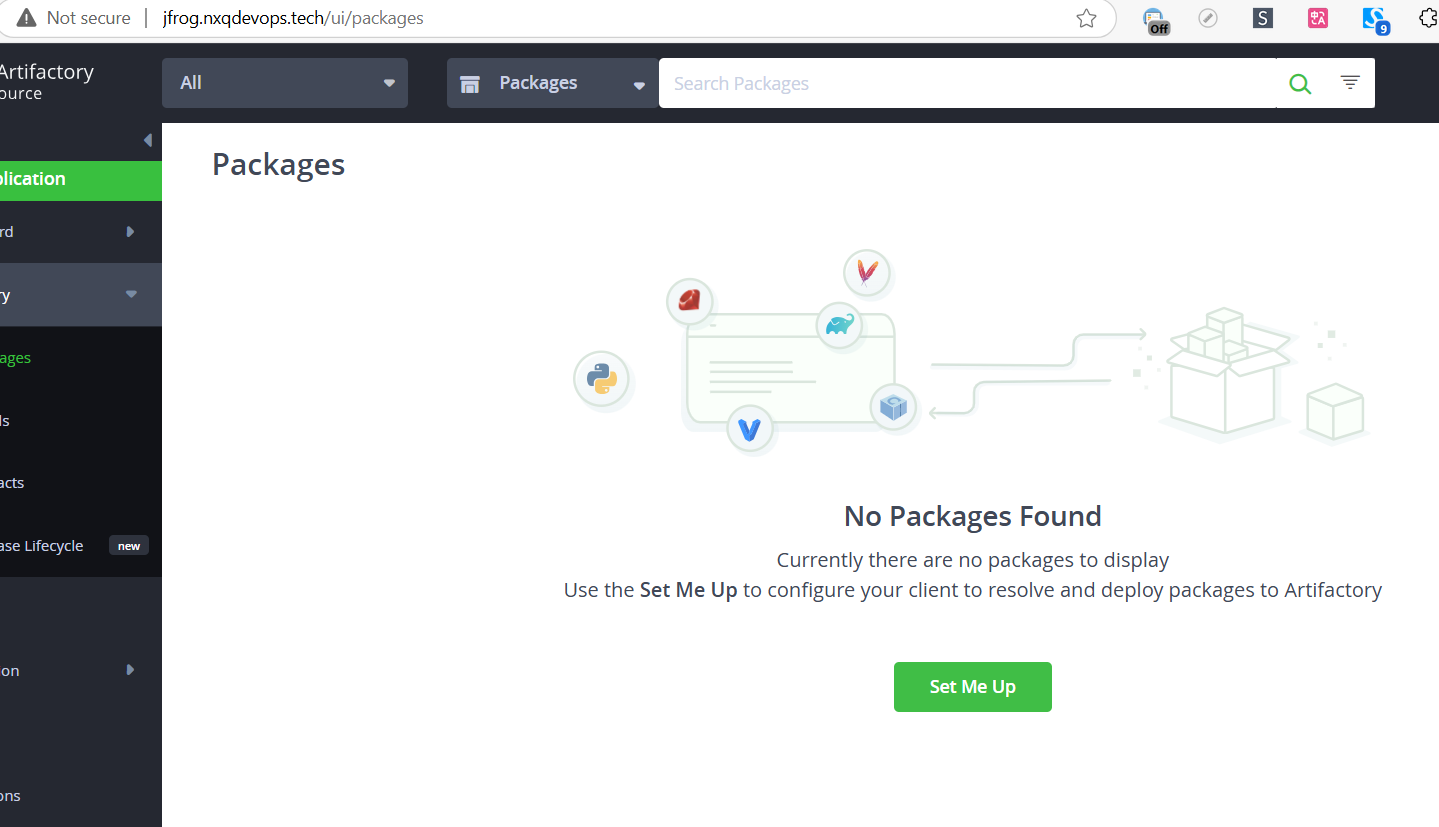 Not secure
jfrog.nxqdevops.tech/ui/packages
Off
S
9
Artifactory
ource
All
Packages
Search Packages
Packages
plication
rd
ry
ages
ls
acts
ase Lifecycle
new
ion
ons
No Packages Found
Currently there are no packages to display
Use the Set Me Up to configure your client to resolve and deploy packages to Artifactory
Set Me Up